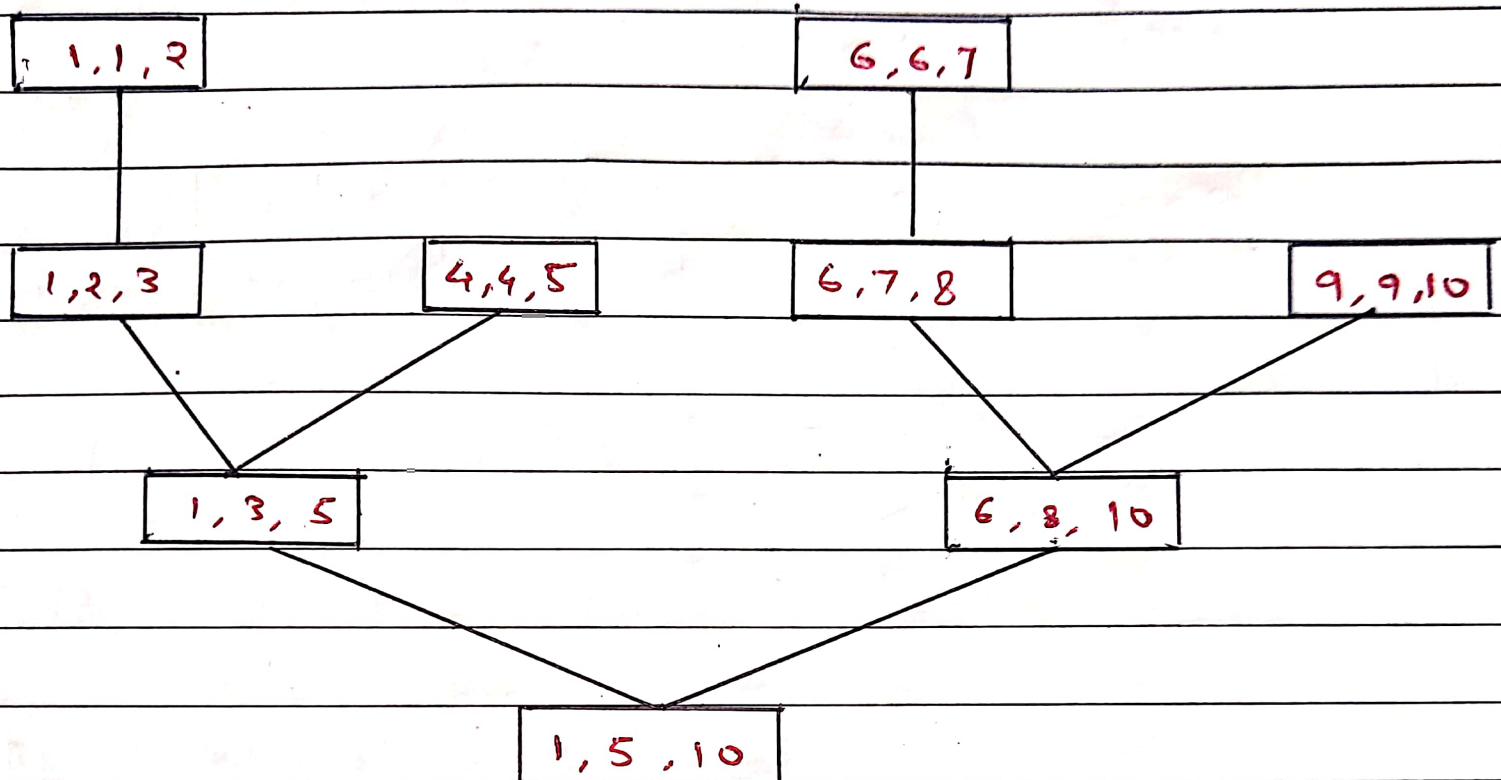 1, 1, 2 6, 6, 7
1, 2, 3 4, 4, 5 6, 7, 8 9, 9, 10
1, 3, 5 6, 8, 10
1, 5, 10